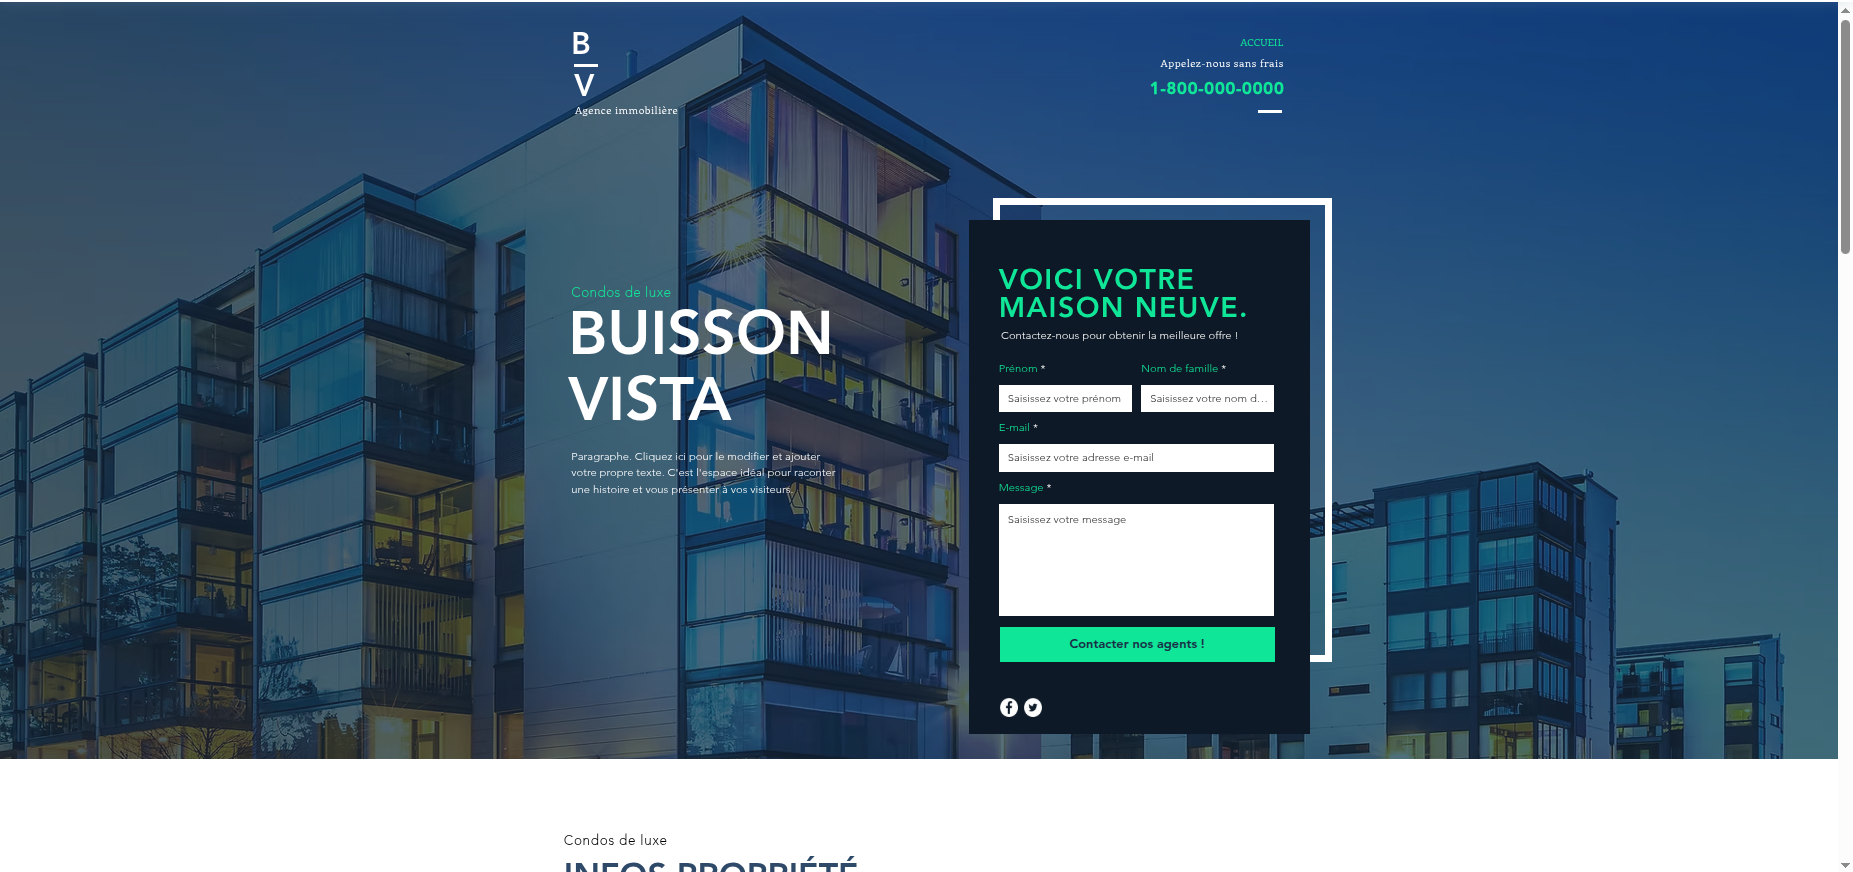 B
V
Agence immobilière
ACCUEIL
Appelez-nous sans frais
1-800-000-0000
Condos de luxe
BUISSON
VISTA
Paragraphe. Cliquez ici pour le modifier et ajouter
votre propre texte. C'est l'espace idéal pour raconter
une histoire et vous présenter à vos visiteurs.
VOICI VOTRE
MAISON NEUVE.
Contactez-nous pour obtenir la meilleure offre !
Prénom * Nom de famille *
Saisissez votre prénom Saisissez votre nom d...
E-mail *
Saisissez votre adresse e-mail
Message *
Saisissez votre message
Contacter nos agents !
Condos de luxe
INFOS PROPRIÉTÉ